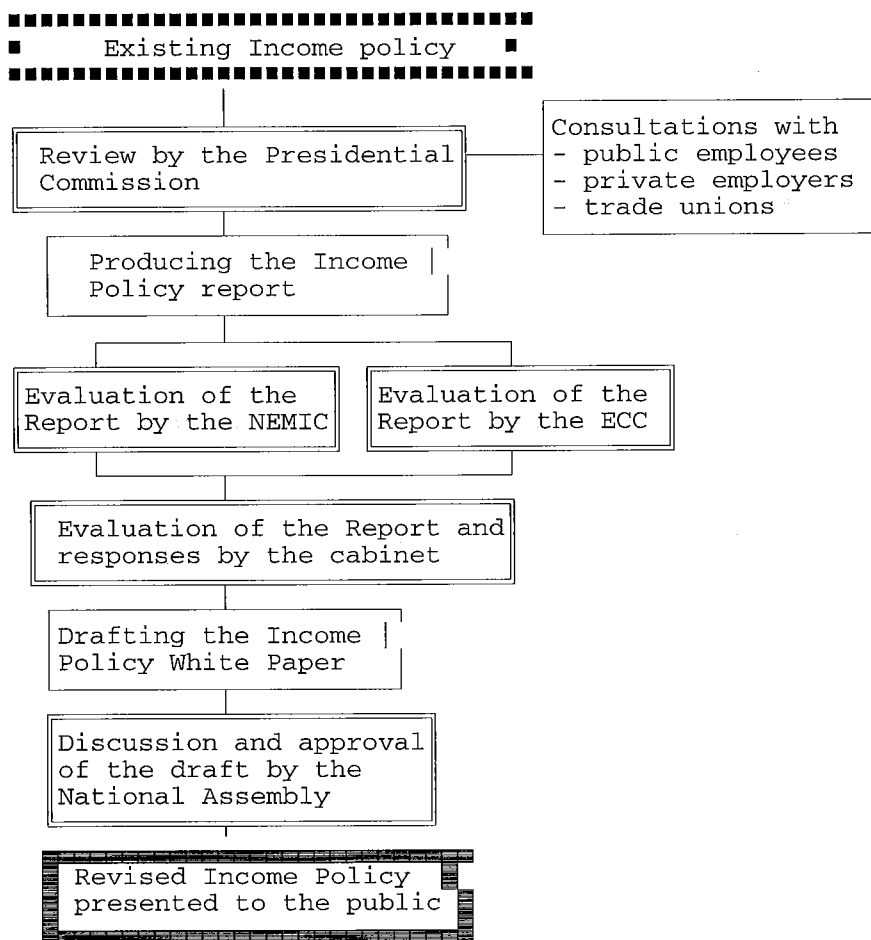 Existing Income policy
Review by the Presidential
Commission
Consultations with
- public employees
- private employers
- trade unions
Producing the Income
Policy report
Evaluation of the
Report by the NEMIC
Evaluation of the
Report by the ECC
Evaluation of the Report and
responses by the cabinet
Drafting the Income
Policy White Paper
Discussion and approval
of the draft by the
National Assembly
Revised Income Policy
presented to the public